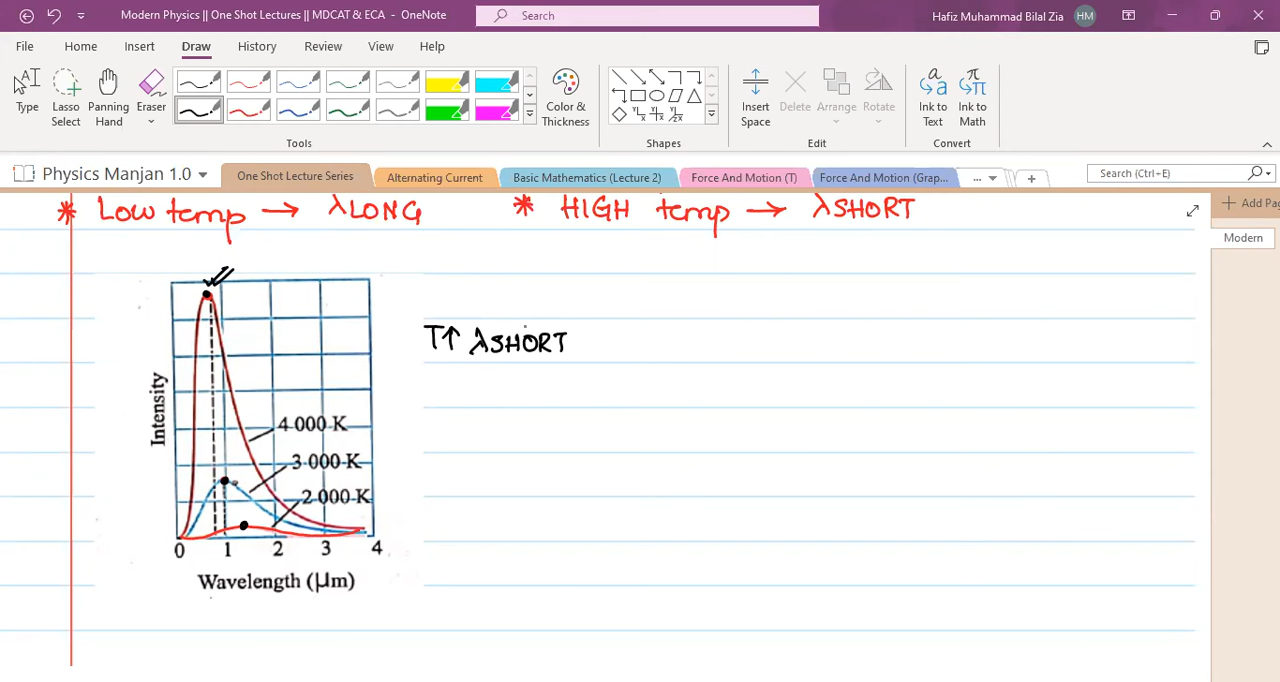 Modern Physics || One Shot Lectures || MDCAT & ECA - OneNote
Search
Hafiz Muhammad Bilal Zia HM
File Home Insert Draw History Review View Help
Type Lasso Select Panning Hand Eraser
Color & Thickness
Insert Space Delete Arrange Rotate
Ink to Text Ink to Math
Tools Shapes Edit Convert
Physics Manjan 1.0
One Shot Lecture Series Alternating Current Basic Mathematics (Lecture 2) Force And Motion (T) Force And Motion (Grap... ...
Search (Ctrl+E)
* Low temp → λLONG * HIGH temp → λSHORT
Add Pag
Modern
T↑ λSHORT
Intensity
4 000 K
3 000 K
2 000 K
0 1 2 3 4
Wavelength (μm)